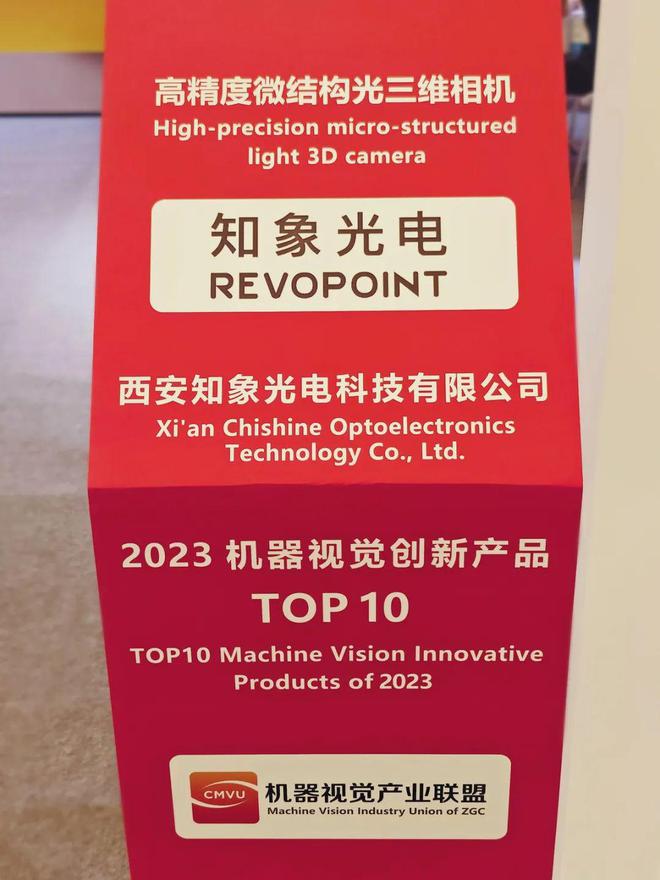 高精度微结构光三维相机
High-precision micro-structured
light 3D camera
知象光电
REVOPOINT
西安知象光电科技有限公司
Xi'an Chishine Optoelectronics
Technology Co., Ltd.
2023 机器视觉创新产品
TOP 10
TOP10 Machine Vision Innovative
Products of 2023
CMVU
机器视觉产业联盟
Machine Vision Industry Union of ZGC